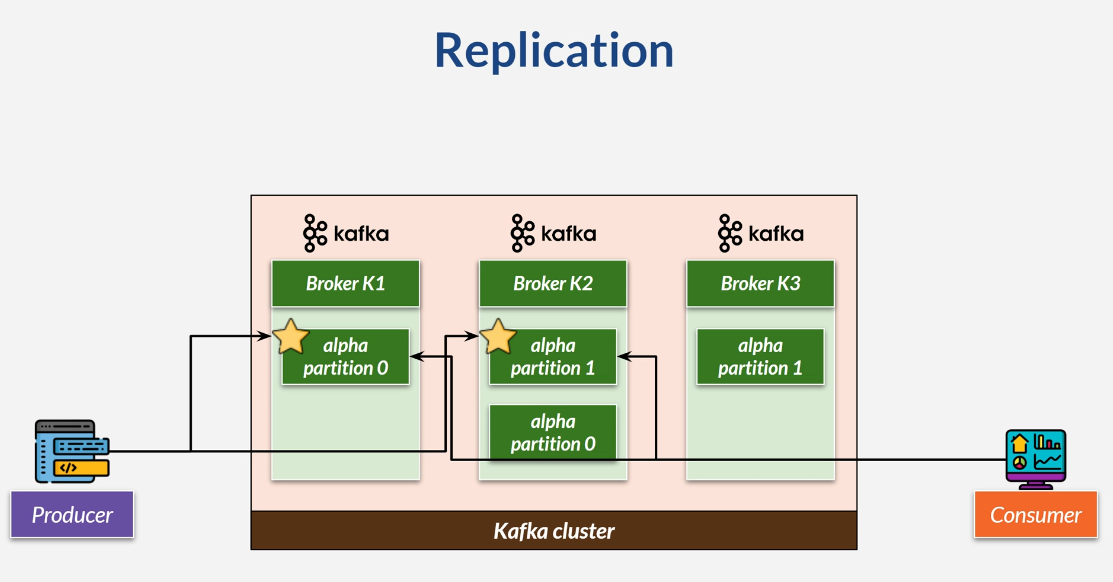 Replication
kafka
kafka
kafka
Broker K1
Broker K2
Broker K3
alpha
partition 0
alpha
partition 1
alpha
partition 1
alpha
partition 0
</>
Producer
Consumer
Kafka cluster